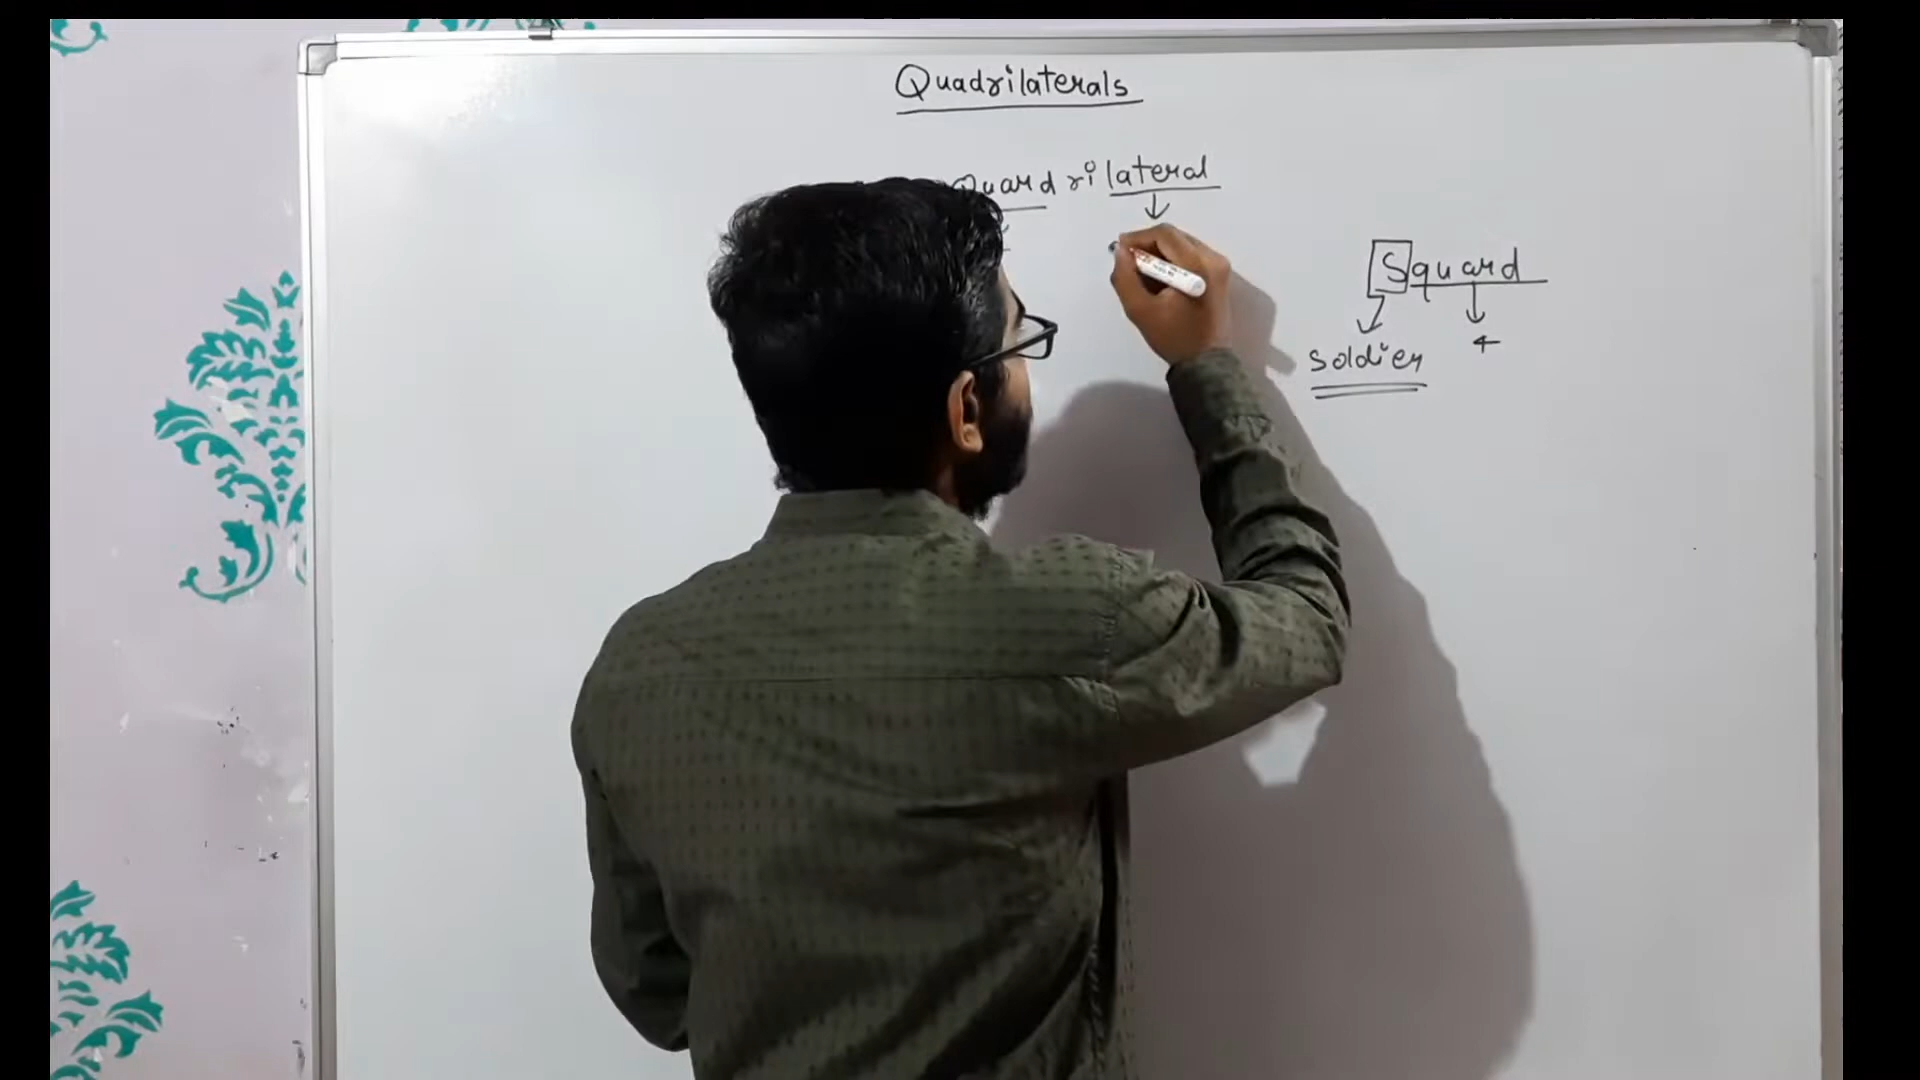 Quadrilaterals
Quard ri lateral
↓
Squard
↓ ↓
soldier 4